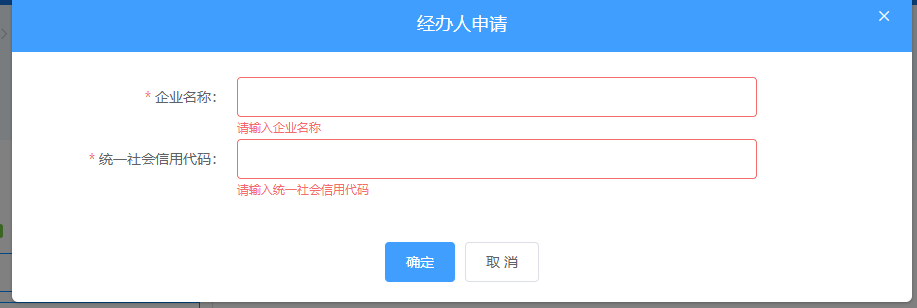 经办人申请
* 企业名称：
请输入企业名称
* 统一社会信用代码：
请输入统一社会信用代码
确定 取 消